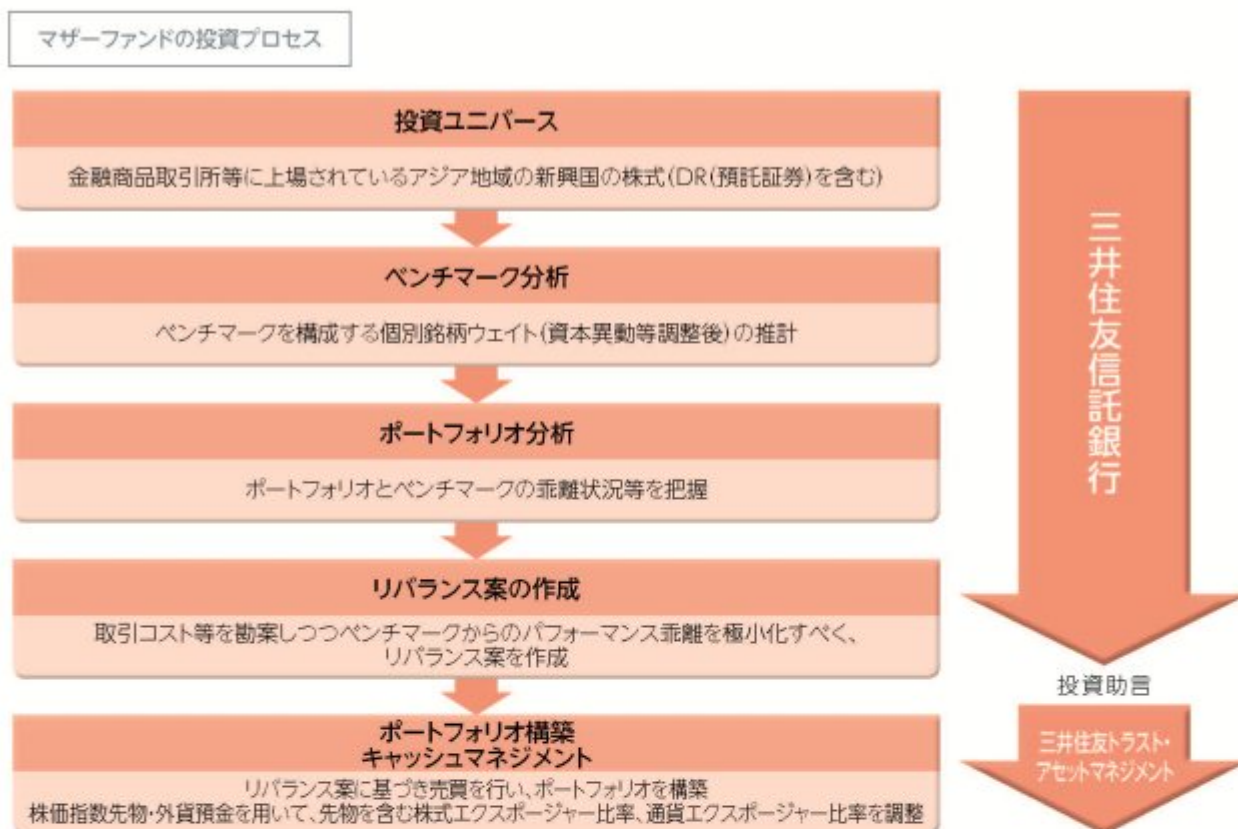 マザーファンドの投資プロセス
投資ユニバース
金融商品取引所等に上場されているアジア地域の新興国の株式(DR(預託証券)を含む)
ベンチマーク分析
ベンチマークを構成する個別銘柄ウェイト(資本異動等調整後)の推計
ポートフォリオ分析
ポートフォリオとベンチマークの乖離状況等を把握
リバランス案の作成
取引コスト等を勘案しつつベンチマークからのパフォーマンス乖離を極小化すべく、
リバランス案を作成
ポートフォリオ構築
キャッシュマネジメント
リバランス案に基づき売買を行い、ポートフォリオを構築
株価指数先物・外貨預金を用いて、先物を含む株式エクスポージャー比率、通貨エクスポージャー比率を調整
三井住友信託銀行
投資助言
三井住友トラスト・
アセットマネジメント